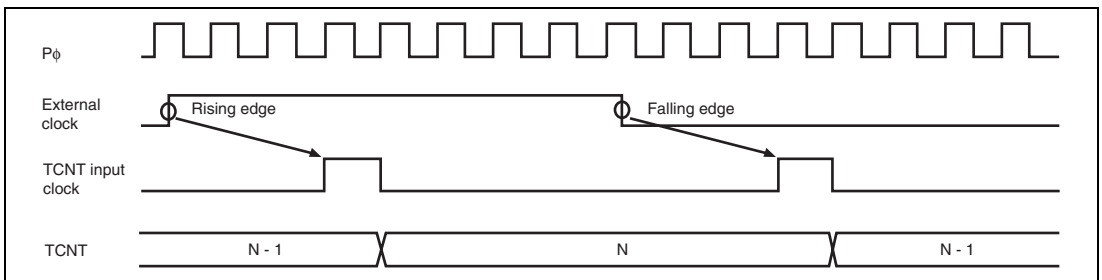 Pφ
External
clock
Rising edge
Falling edge
TCNT input
clock
TCNT
N - 1
N
N - 1